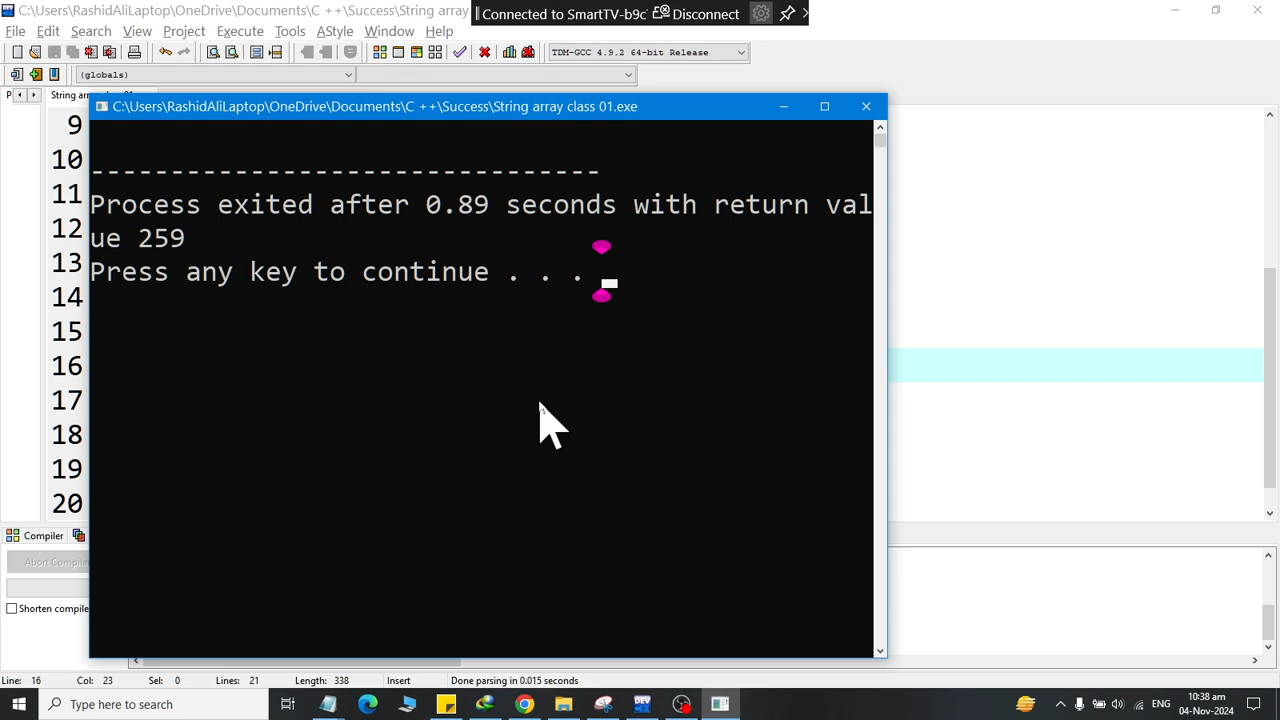 C:\Users\RashidAliLaptop\OneDrive\Documents\C ++\Success\String array
Connected to SmartTV-b9c Disconnect
File Edit Search View Project Execute Tools AStyle Window Help
TDM-GCC 4.9.2 64-bit Release
(globals)
P String arra
C:\Users\RashidAliLaptop\OneDrive\Documents\C ++\Success\String array class 01.exe
9
10
11
12
13
14
15
16
17
18
19
20
--------------------------------
Process exited after 0.89 seconds with return val
ue 259
Press any key to continue . . .
Compiler
Abort Compila
Shorten compile
Line: 16 Col: 23 Sel: 0 Lines: 21 Length: 338 Insert Done parsing in 0.015 seconds
Type here to search
ENG
10:38 am
04-Nov-2024